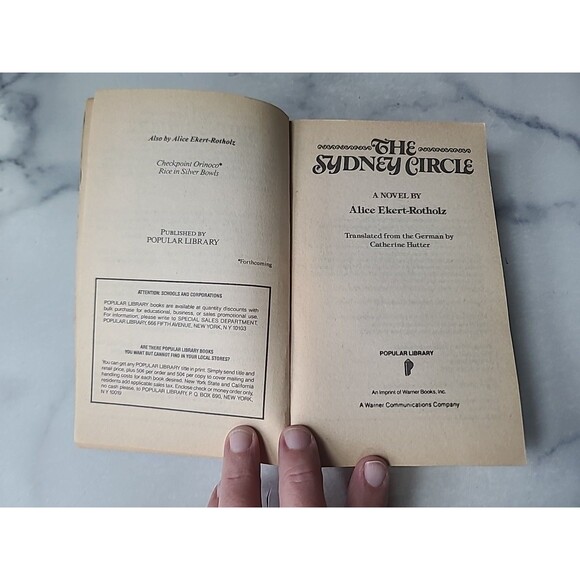 Also by Alice Ekert-Rotholz
Checkpoint Orinoco*
Rice in Silver Bowls
PUBLISHED BY
POPULAR LIBRARY
*Forthcoming
ATTENTION: SCHOOLS AND CORPORATIONS
POPULAR LIBRARY books are available at quantity discounts with
bulk purchase for educational, business, or sales promotional use.
For information, please write to SPECIAL SALES DEPARTMENT,
POPULAR LIBRARY, 666 FIFTH AVENUE, NEW YORK, N Y 10103
ARE THERE POPULAR LIBRARY BOOKS
YOU WANT BUT CANNOT FIND IN YOUR LOCAL STORES?
You can get any POPULAR LIBRARY title in print. Simply send title and
retail price, plus 50¢ per order and 50¢ per copy to cover mailing and
handling costs for each book desired. New York State and California
residents add applicable sales tax. Enclose check or money order only,
no cash please, to POPULAR LIBRARY, P. O. BOX 690, NEW YORK,
N Y 10019
THE
SYDNEY CIRCLE
A NOVEL BY
Alice Ekert-Rotholz
Translated from the German by
Catherine Hutter
POPULAR LIBRARY
An Imprint of Warner Books, Inc.
A Warner Communications Company